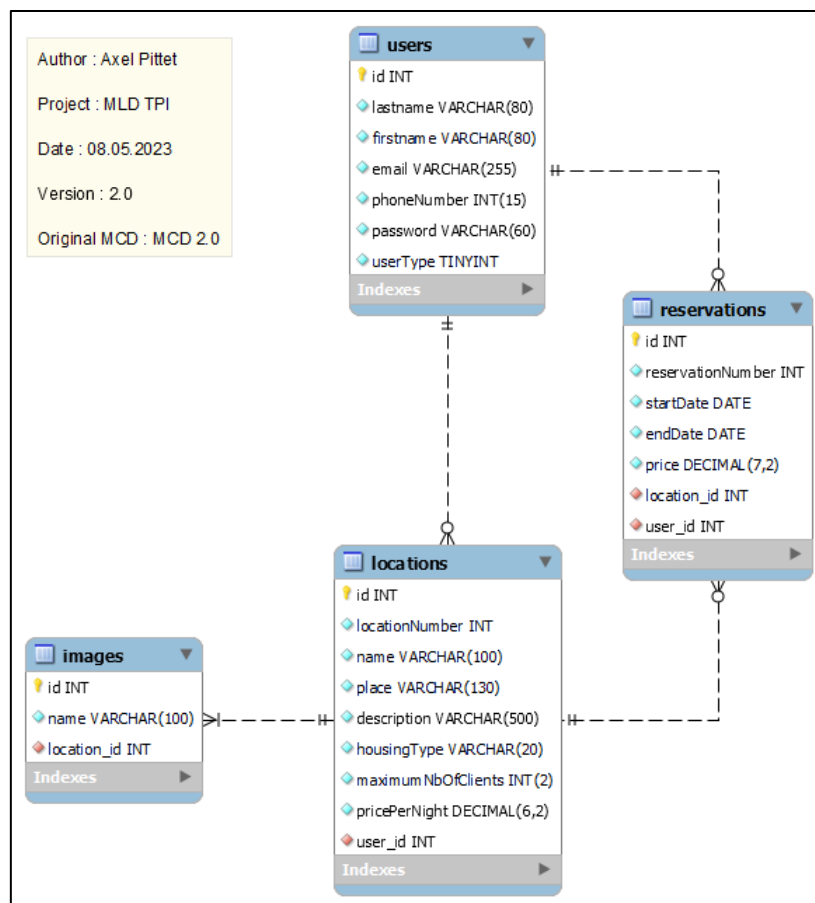 Author : Axel Pittet
Project : MLD TPI
Date : 08.05.2023
Version : 2.0
Original MCD : MCD 2.0
users
id INT
lastname VARCHAR(80)
firstname VARCHAR(80)
email VARCHAR(255)
phoneNumber INT(15)
password VARCHAR(60)
userType TINYINT
Indexes
reservations
id INT
reservationNumber INT
startDate DATE
endDate DATE
price DECIMAL(7,2)
location_id INT
user_id INT
Indexes
locations
id INT
locationNumber INT
name VARCHAR(100)
place VARCHAR(130)
description VARCHAR(500)
housingType VARCHAR(20)
maximumNbOfClients INT(2)
pricePerNight DECIMAL(6,2)
user_id INT
Indexes
images
id INT
name VARCHAR(100)
location_id INT
Indexes